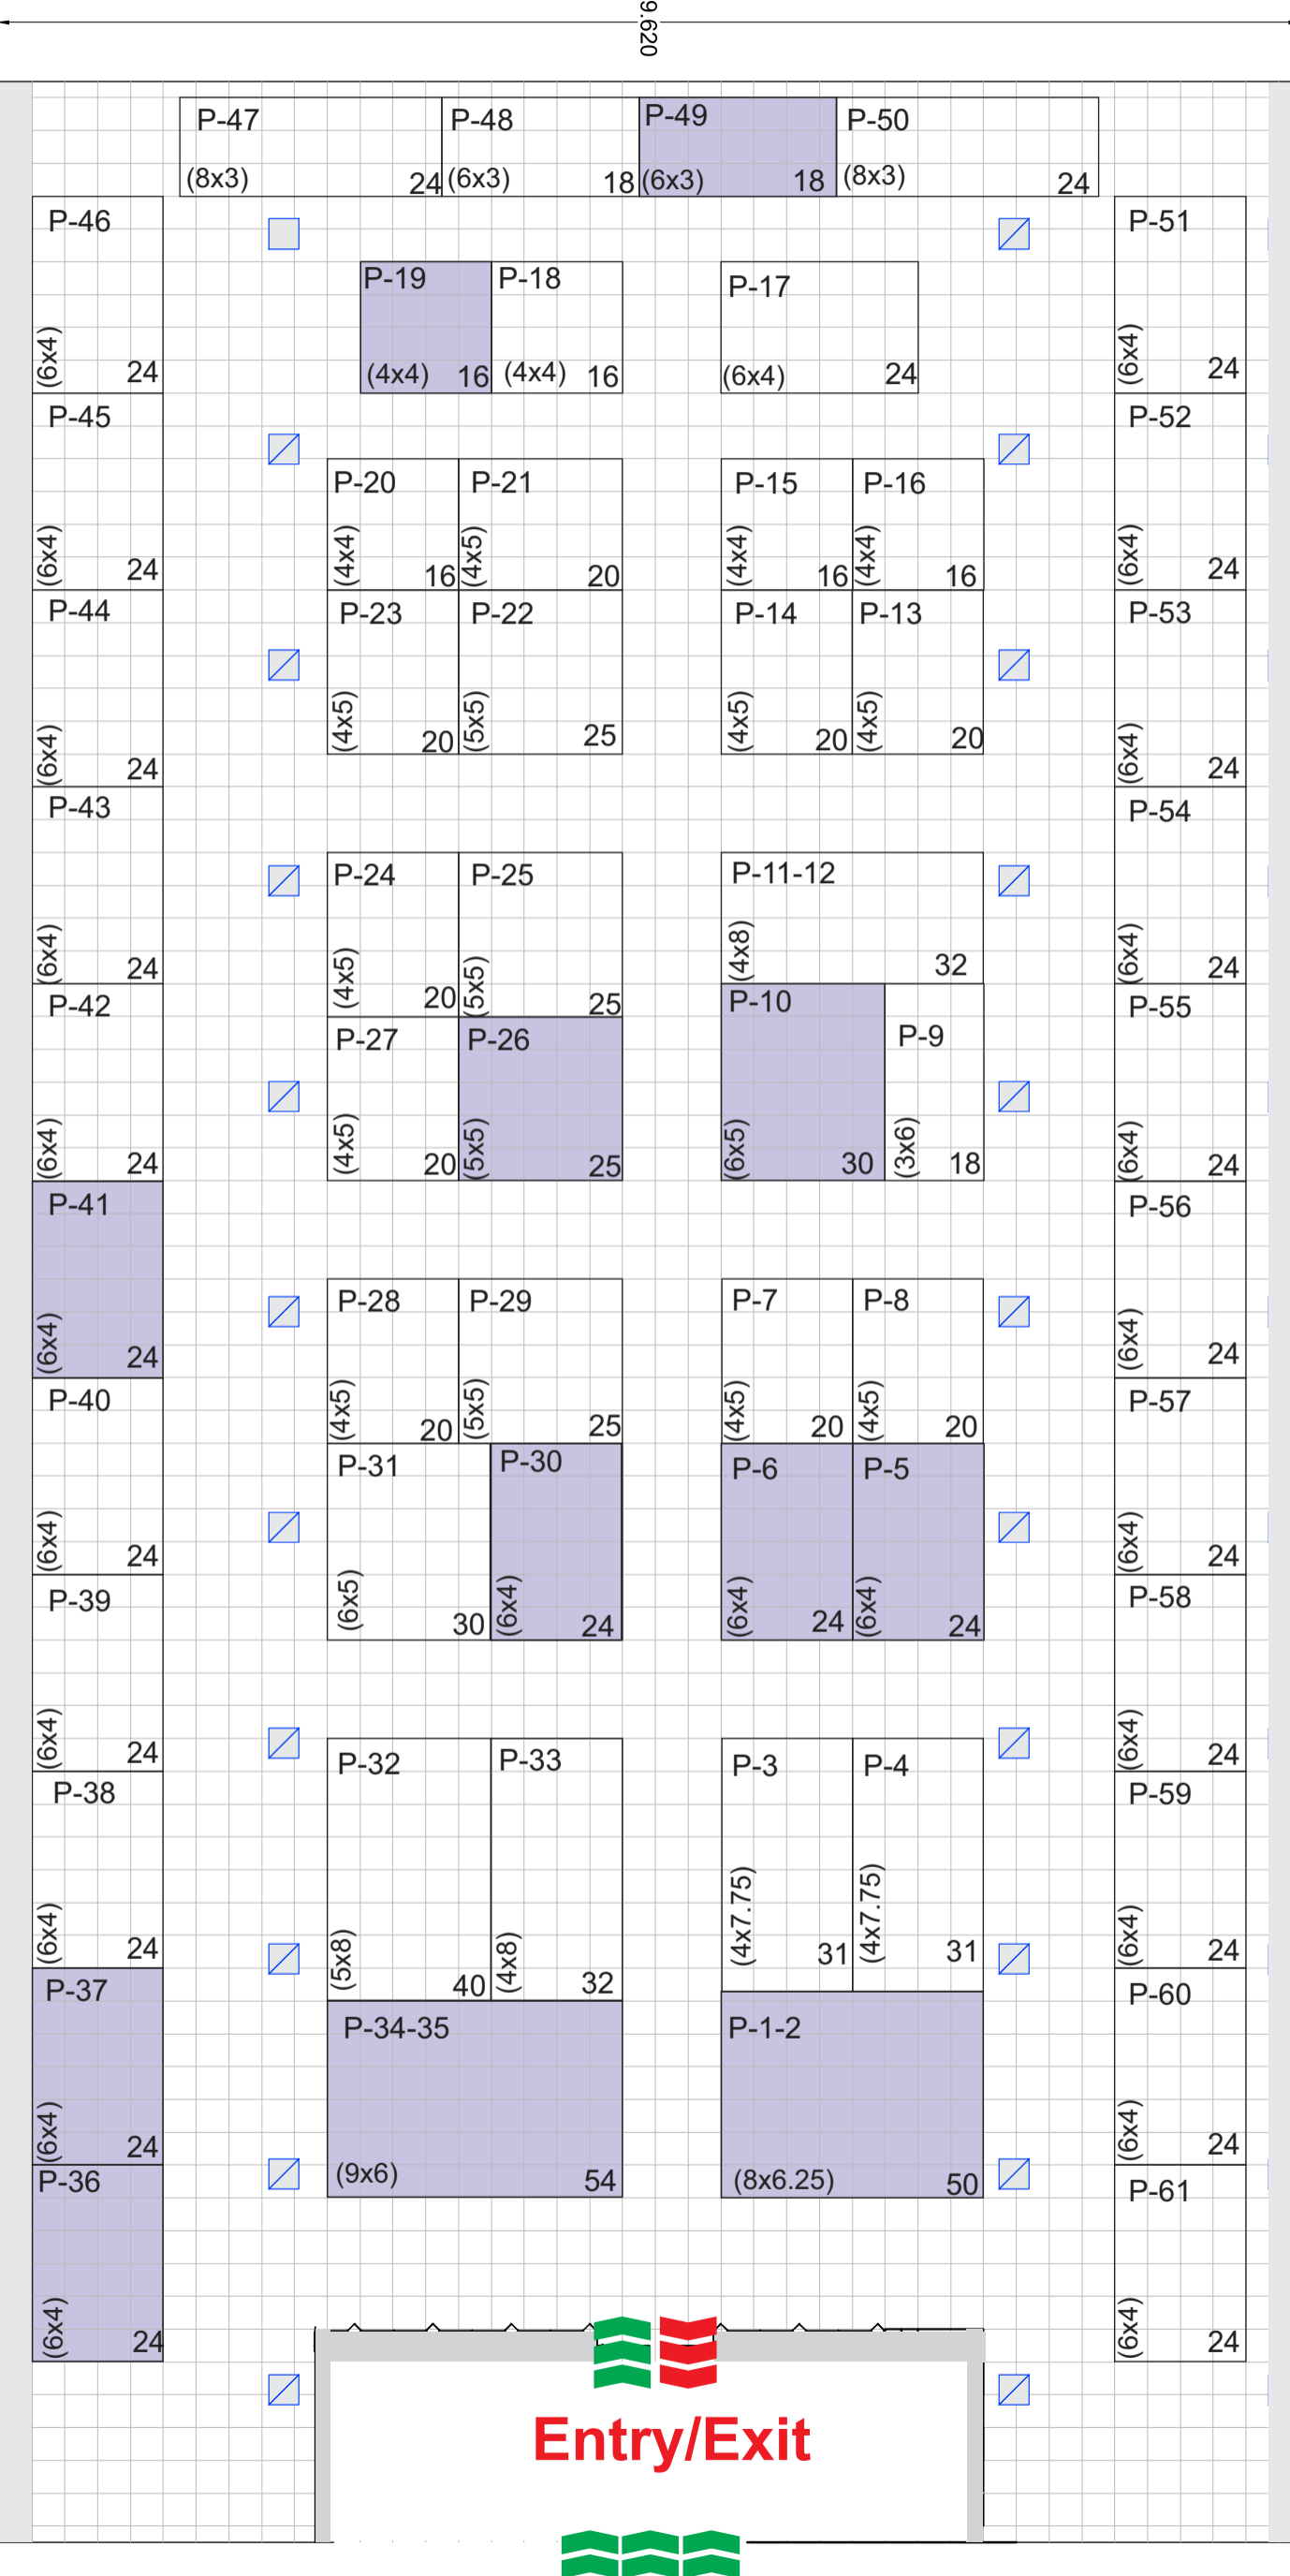 9.620
P-47
(8x3)
24
P-48
(6x3)
18
P-49
(6x3)
18
P-50
(8x3)
24
P-46
(6x4)
24
P-51
(6x4)
24
P-19
(4x4)
16
P-18
(4x4)
16
P-17
(6x4)
24
P-45
(6x4)
24
P-52
(6x4)
24
P-20
(4x4)
16
P-21
(4x5)
20
P-15
(4x4)
16
P-16
(4x4)
16
P-44
(6x4)
24
P-23
(4x5)
20
P-22
(5x5)
25
P-14
(4x5)
20
P-13
(4x5)
20
P-53
(6x4)
24
P-43
(6x4)
24
P-54
(6x4)
24
P-24
(4x5)
20
P-25
(5x5)
25
P-11-12
(4x8)
32
P-42
(6x4)
24
P-27
(4x5)
20
P-26
(5x5)
25
P-10
(6x5)
30
P-9
(3x6)
18
P-55
(6x4)
24
P-41
(6x4)
24
P-56
(6x4)
24
P-28
(4x5)
20
P-29
(5x5)
25
P-7
(4x5)
20
P-8
(4x5)
20
P-40
(6x4)
24
P-57
(6x4)
24
P-31
(6x5)
30
P-30
(6x4)
24
P-6
(6x4)
24
P-5
(6x4)
24
P-39
(6x4)
24
P-58
(6x4)
24
P-32
(5x8)
40
P-33
(4x8)
32
P-3
(4x7.75)
31
P-4
(4x7.75)
31
P-38
(6x4)
24
P-59
(6x4)
24
P-37
(6x4)
24
P-34-35
(9x6)
54
P-1-2
(8x6.25)
50
P-60
(6x4)
24
P-36
(6x4)
24
P-61
(6x4)
24
Entry/Exit